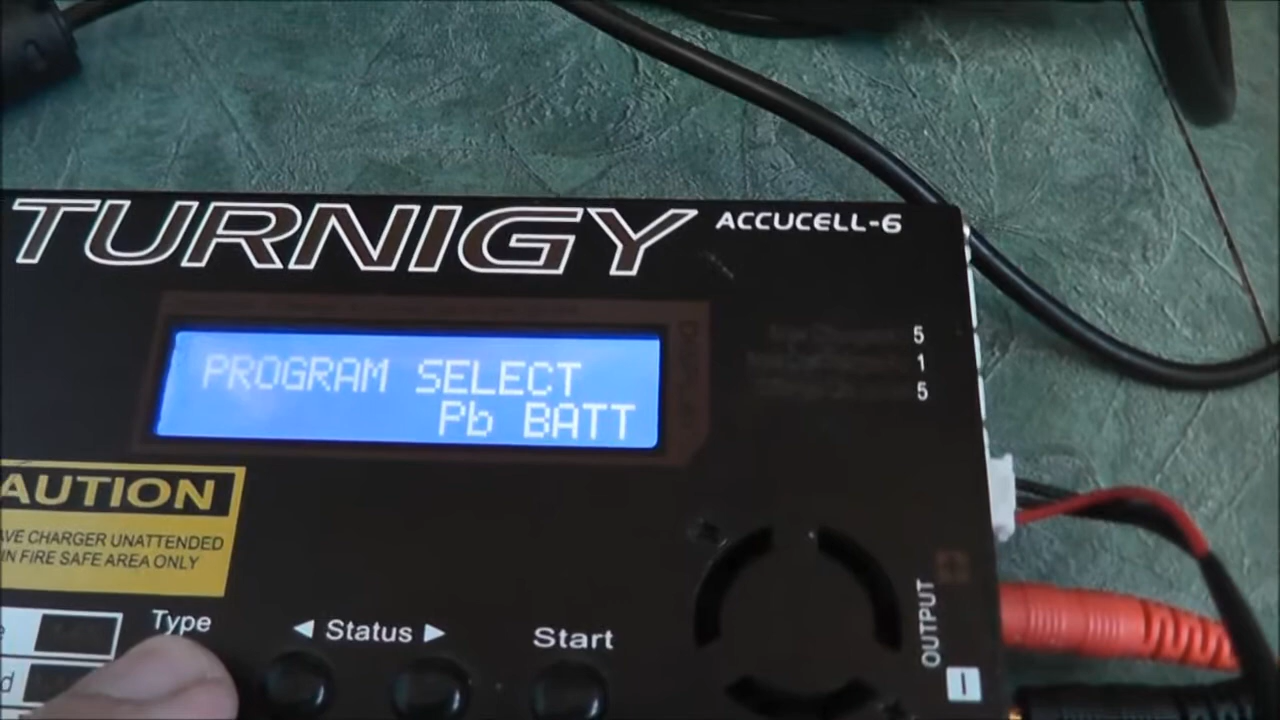 TURNIGY ACCUCELL-6
PROGRAM SELECT
Pb BATT
5
1
5
AUTION
AVE CHARGER UNATTENDED
IN FIRE SAFE AREA ONLY
Type
◄ Status ►
Start
OUTPUT